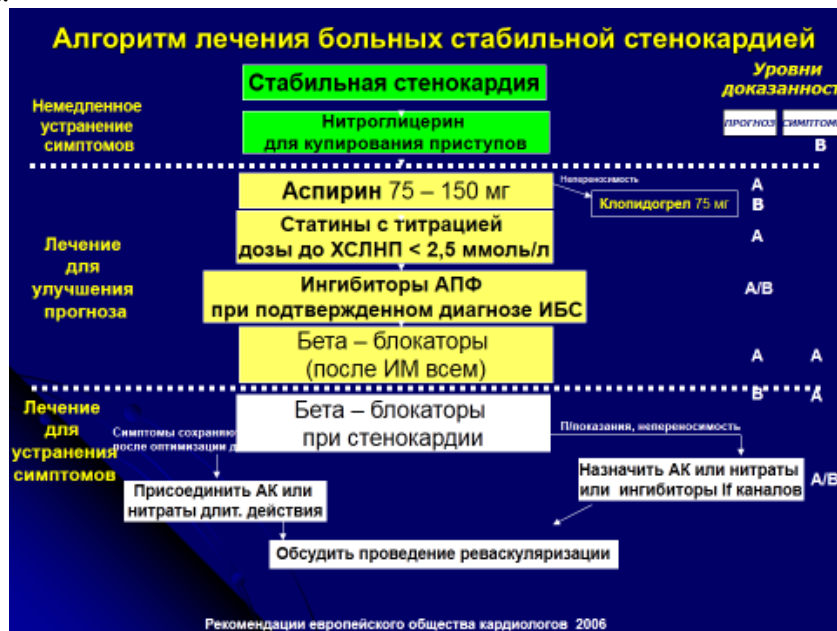 Алгоритм лечения больных стабильной стенокардией
Уровни
доказанност
ПРОГНОЗ СИМПТОМ
Немедленное
устранение
симптомов
Стабильная стенокардия
Нитроглицерин
для купирования приступов
B
Лечение
для
улучшения
прогноза
Аспирин 75 – 150 мг
Непереносимость
A
Клопидогрел 75 мг
B
Статины с титрацией
дозы до ХСЛНП < 2,5 ммоль/л
A
Ингибиторы АПФ
при подтвержденном диагнозе ИБС
A/B
Бета – блокаторы
(после ИМ всем)
A A
B A
Лечение
для
устранения
симптомов
Бета – блокаторы
при стенокардии
Симптомы сохраняю
после оптимизации д
П/показания, непереносимость
Присоединить АК или
нитраты длит. действия
Назначить АК или нитраты
или ингибиторы If каналов
A/B
Обсудить проведение реваскуляризации
Рекомендации европейского общества кардиологов 2006